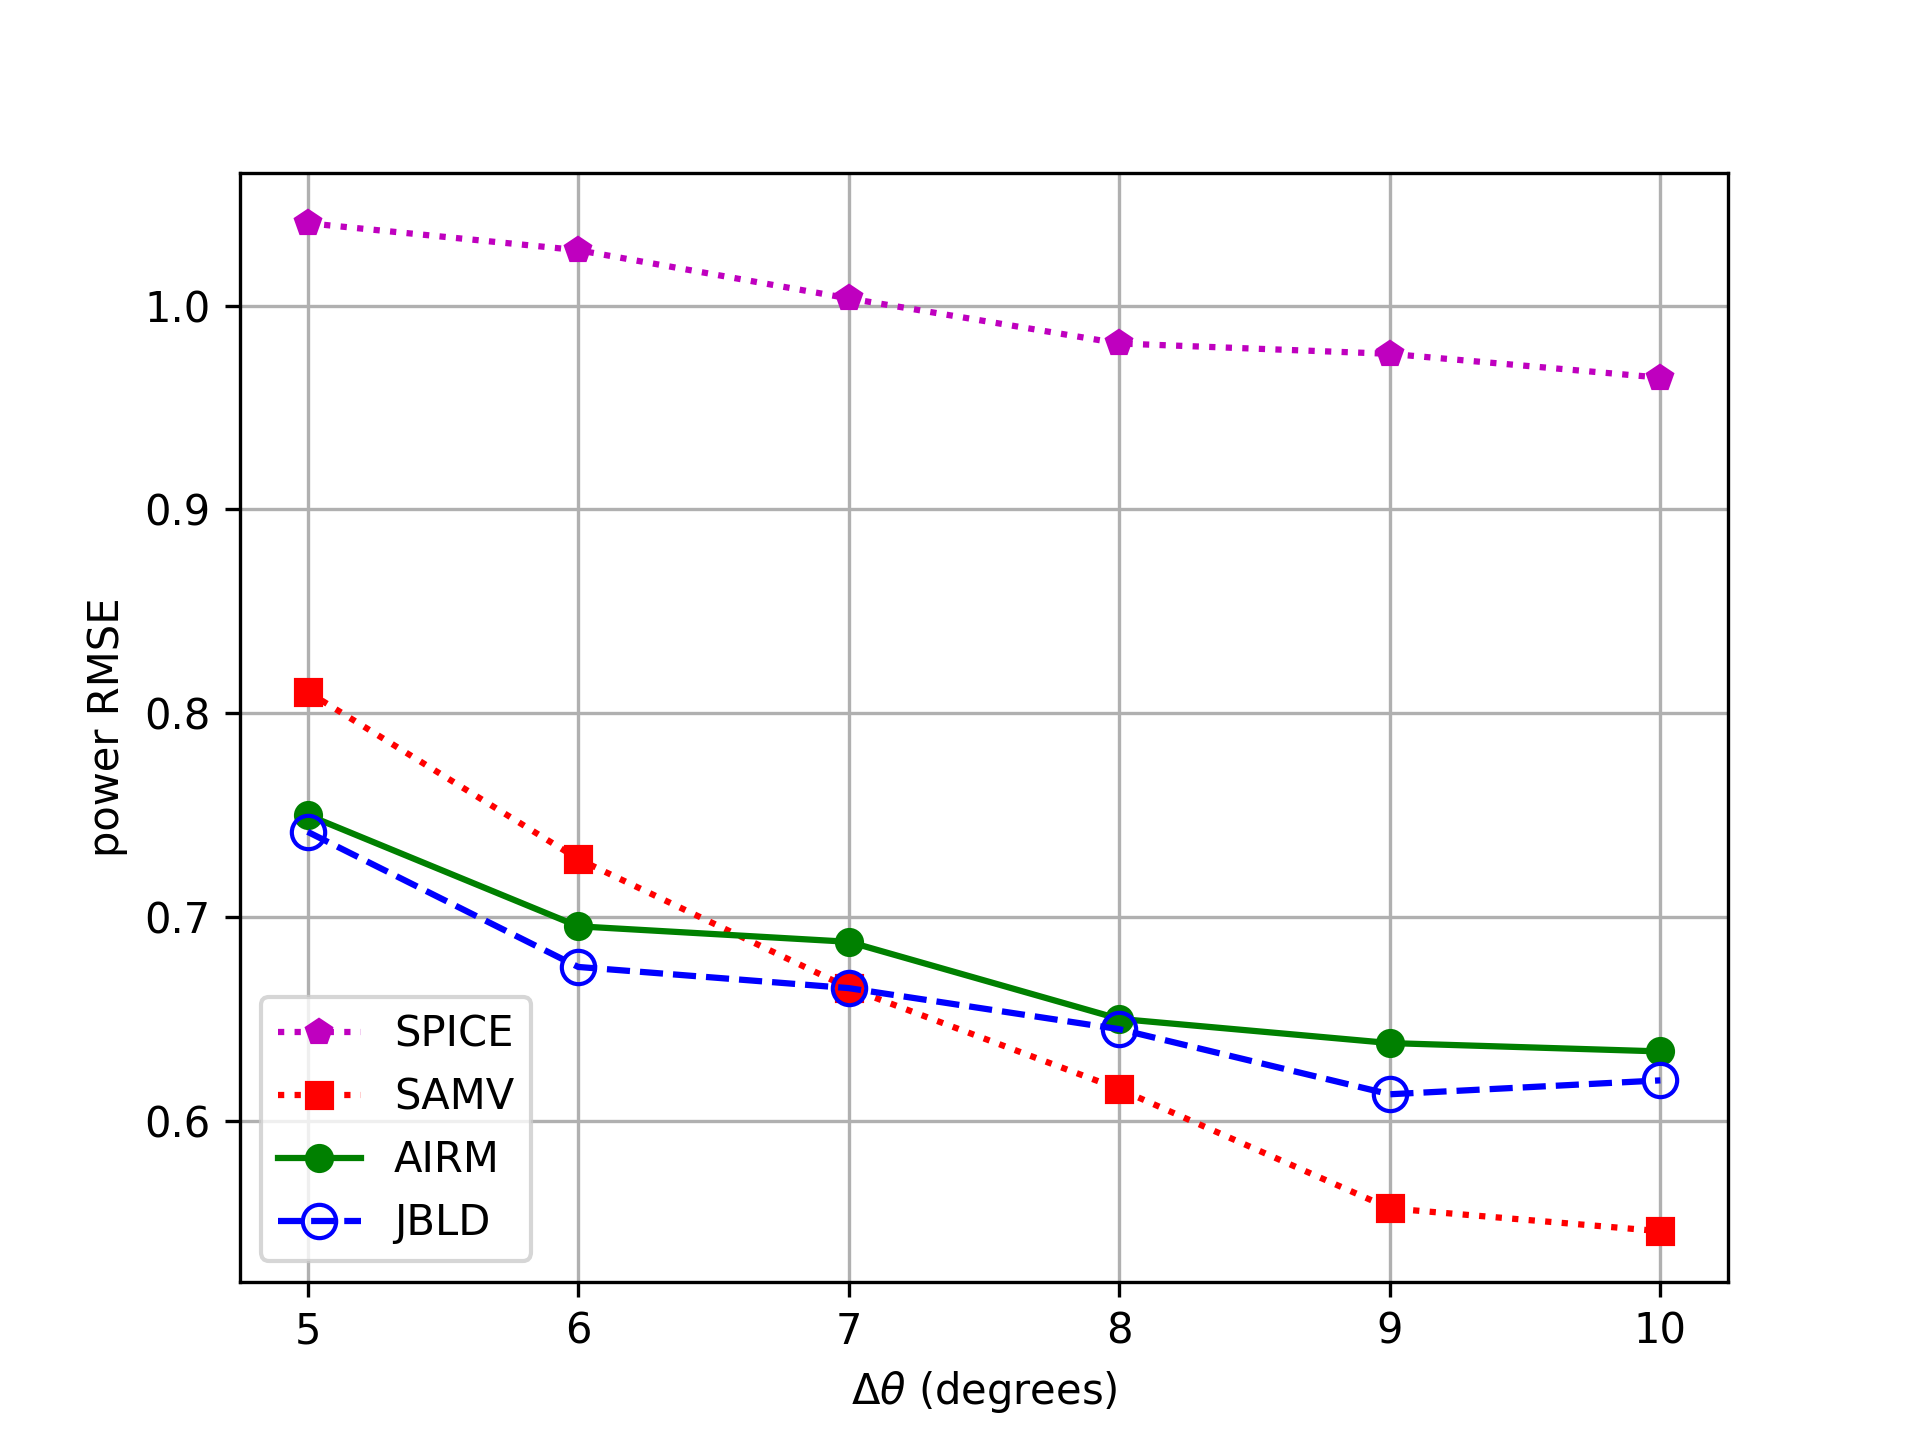 1.0
0.9
0.8
0.7
0.6
power RMSE
SPICE
SAMV
AIRM
JBLD
5 6 7 8 9 10
Δθ (degrees)